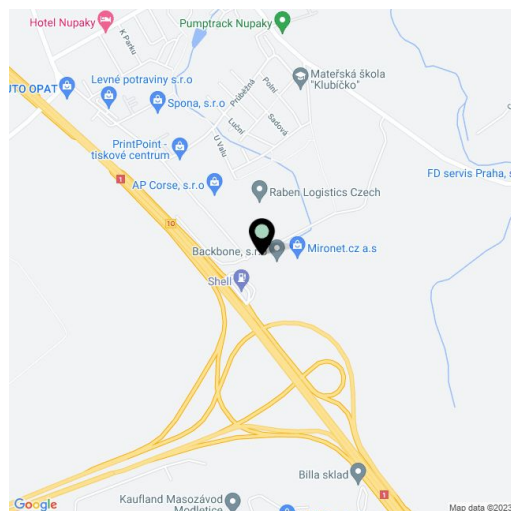 Hotel Nupaky
Pumptrack Nupaky
K Parku
Levné potraviny s.r.o
Mateřská škola
"Klubíčko"
UTO OPAT
Polní
Průběžná
Spona, s.r.o
Luční
Sadová
PrintPoint -
tiskové centrum
U Valu
1
AP Corse, s.r.o
FD servis Praha, s
Raben Logistics Czech
10
Backbone, s.r.
Mironet.cz a.s
Shell
Billa sklad
1
Kaufland Masozávod
Modletice
Google
Map data ©2023